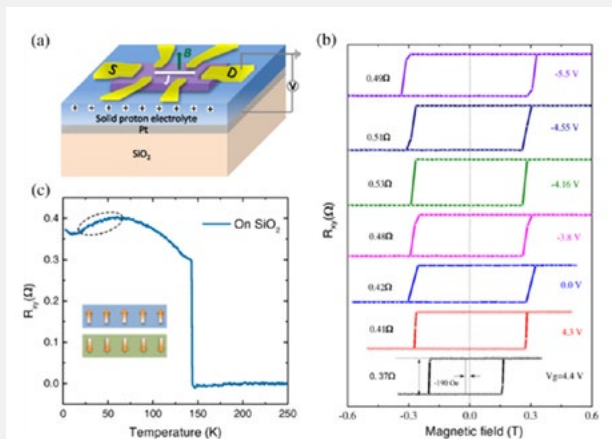 (a)
B
S
J
D
V
+ + + + + + + +
Solid proton electrolyte
Pt
SiO₂
(b)
Rxy(Ω)
0.49Ω
-5.5 V
0.51Ω
-4.55 V
0.53Ω
-4.16 V
0.48Ω
-3.8 V
0.42Ω
0.0 V
0.41Ω
4.3 V
0.37Ω
-190 Oe
Vg=4.4 V
-0.6 -0.3 0.0 0.3 0.6
Magnetic field (T)
(c)
Rxy(Ω)
0.4
0.3
0.2
0.1
0.0
On SiO₂
0 50 100 150 200 250
Temperature (K)